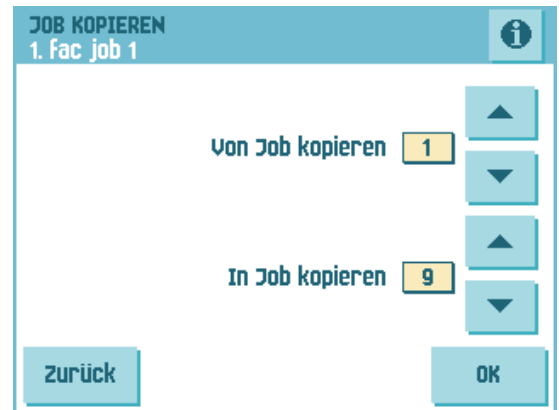 JOB KOPIEREN
1. Fac job 1
Von Job kopieren 1
In Job kopieren 9
Zurück
OK